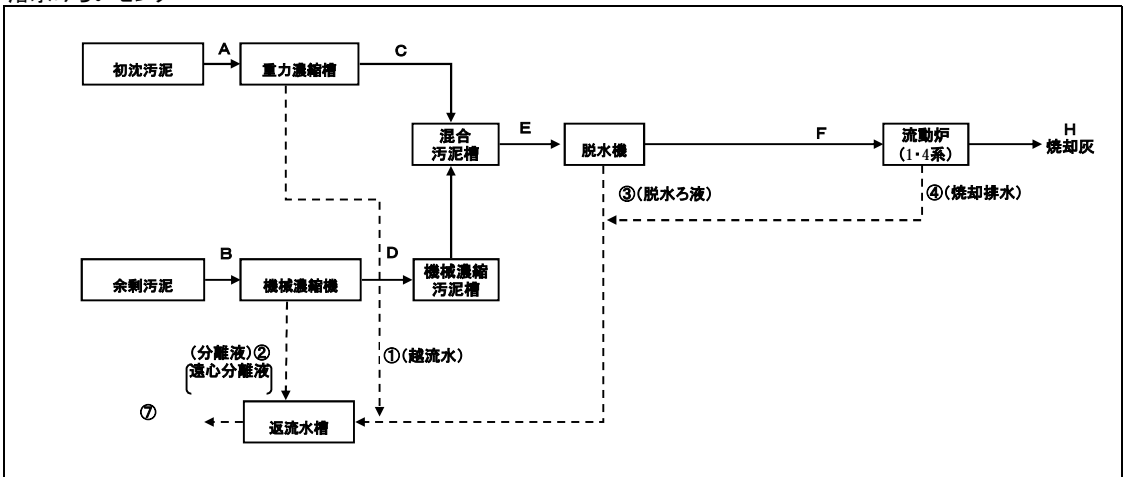 A
C
初沈汚泥
重力濃縮槽
混合
汚泥槽
E
脱水機
F
流動炉
(1・4系)
H
焼却灰
③(脱水ろ液)
④(焼却排水)
B
D
余剰汚泥
機械濃縮機
機械濃縮
汚泥槽
(分離液)②
遠心分離液
①(越流水)
⑦
返流水槽